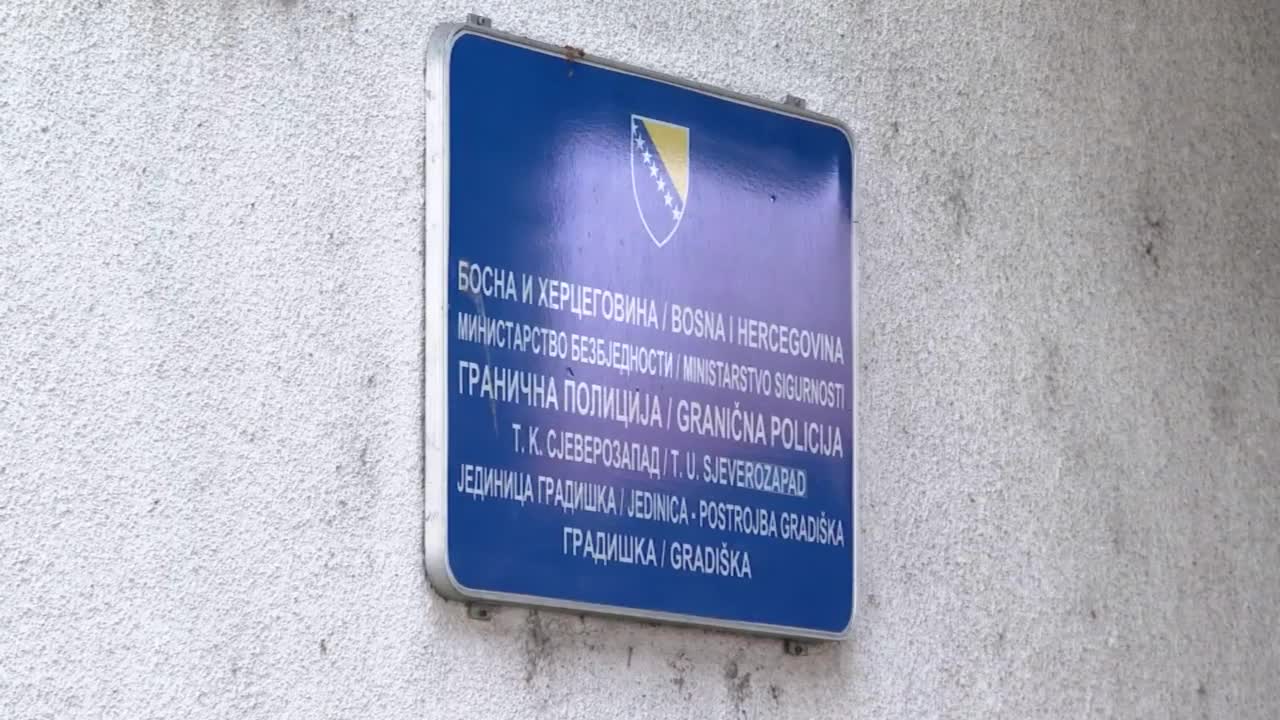 БОСНА И ХЕРЦЕГОВИНА / BOSNA I HERCEGOVINA
МИНИСТАРСТВО БЕЗБЈЕДНОСТИ / MINISTARSTVO SIGURNOSTI
ГРАНИЧНА ПОЛИЦИЈА / GRANIČNA POLICIJA
Т. К. СЈЕВЕРОЗАПАД / T. U. SJEVEROZAPAD
ЈЕДИНИЦА ГРАДИШКА / JEDINICA - POSTROJBA GRADIŠKA
ГРАДИШКА / GRADIŠKA